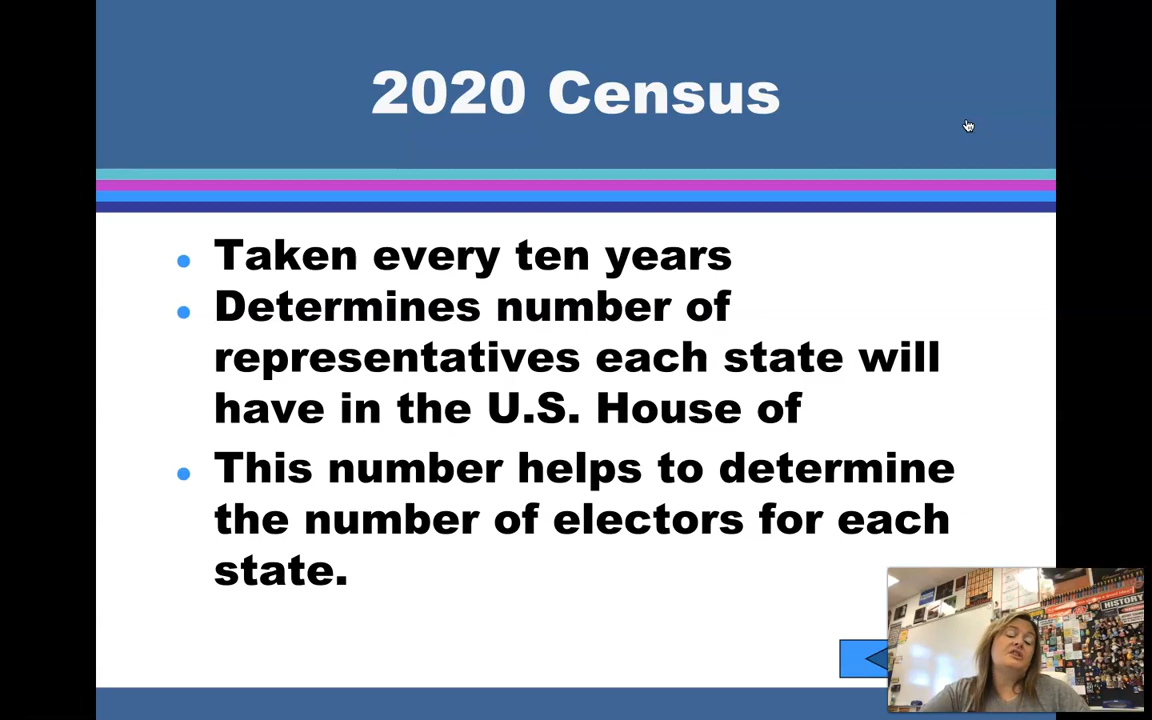 2020 Census
Taken every ten years
Determines number of
representatives each state will
have in the U.S. House of
This number helps to determine
the number of electors for each
state.
HISTORY